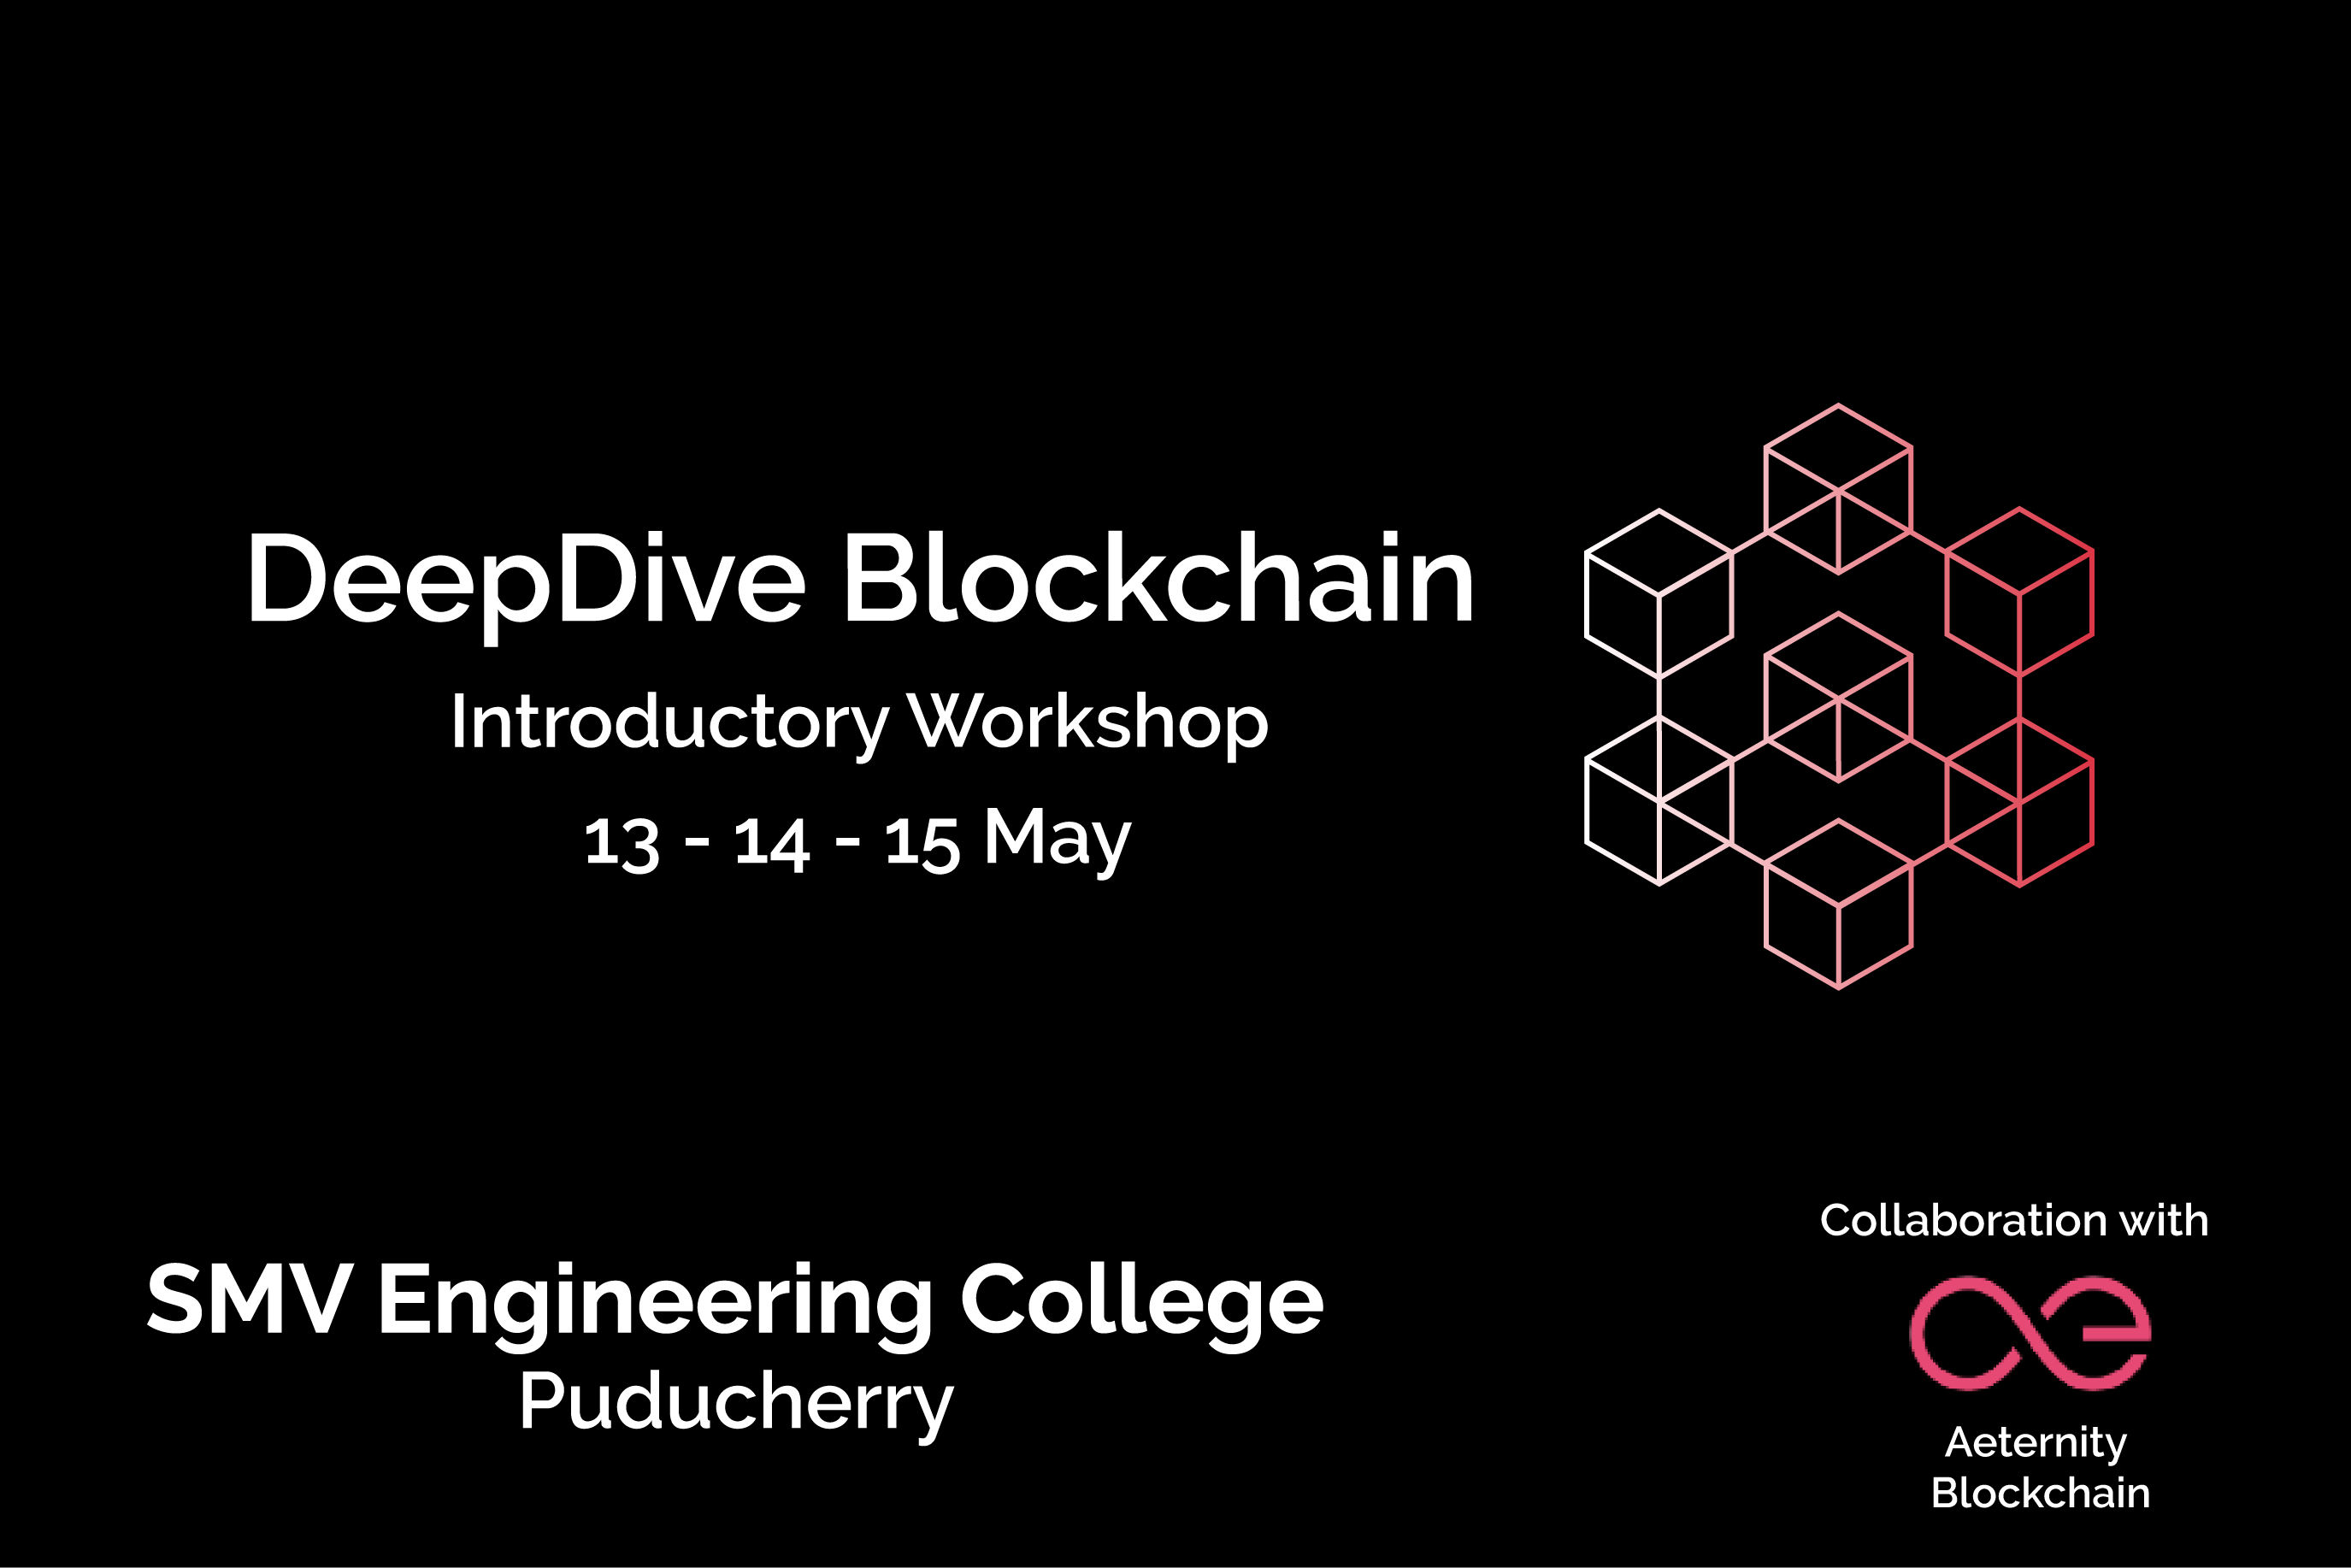 DeepDive Blockchain
Introductory Workshop
13 - 14 - 15 May
SMV Engineering College
Puducherry
Collaboration with
Aeternity
Blockchain